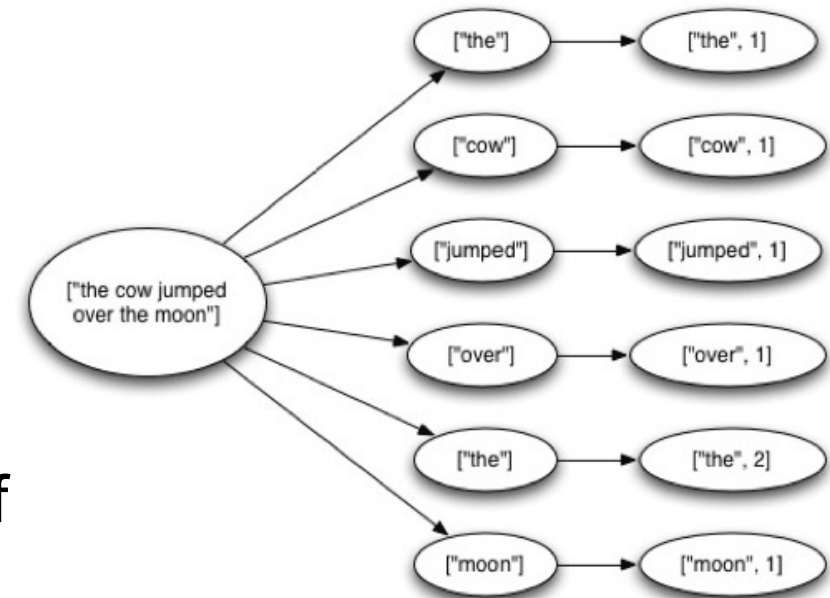 ["the"]
["the", 1]
["cow"]
["cow", 1]
["jumped"]
["jumped", 1]
["the cow jumped
over the moon"]
["over"]
["over", 1]
["the"]
["the", 2]
f
["moon"]
["moon", 1]